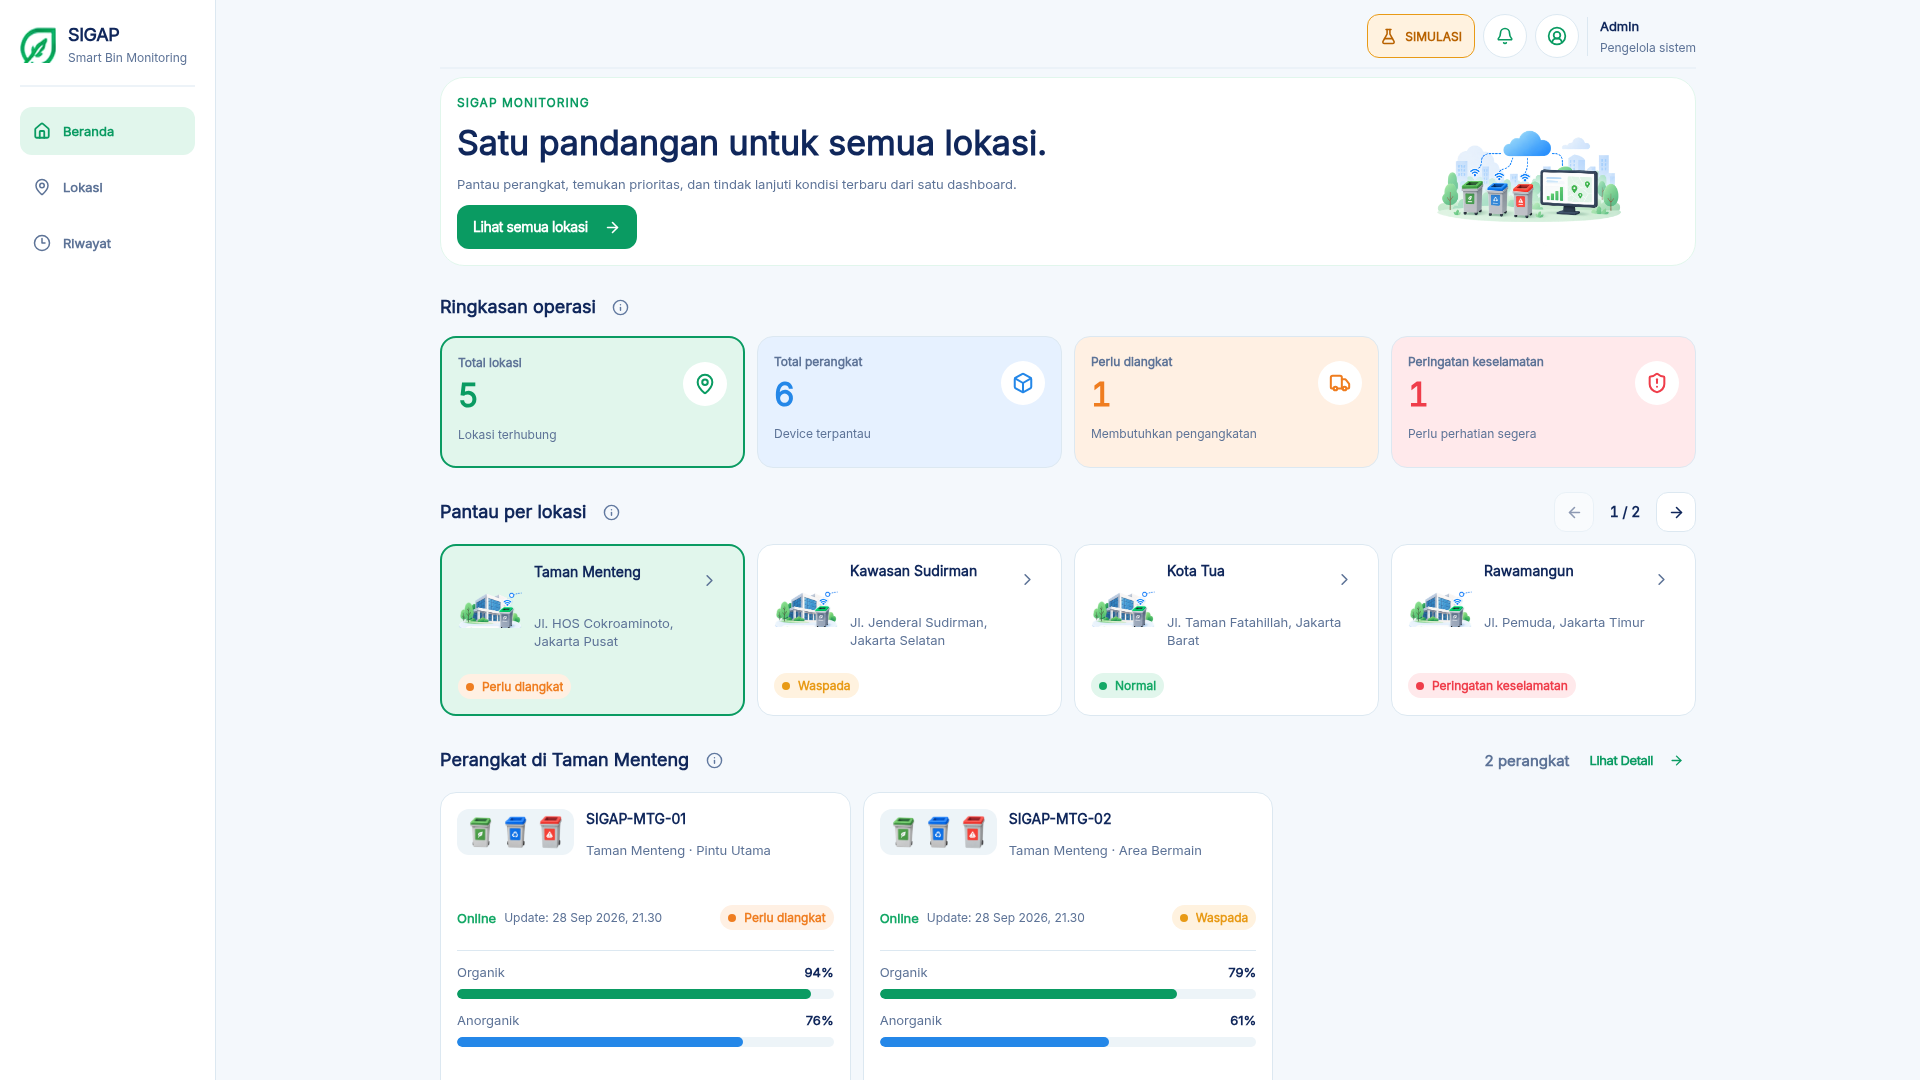 SIGAP
Smart Bin Monitoring
Beranda
Lokasi
Riwayat
SIMULASI
Admin
Pengelola sistem
SIGAP MONITORING
Satu pandangan untuk semua lokasi.
Pantau perangkat, temukan prioritas, dan tindak lanjuti kondisi terbaru dari satu dashboard.
Lihat semua lokasi
Ringkasan operasi
Total lokasi
5
Lokasi terhubung
Total perangkat
6
Device terpantau
Perlu diangkat
1
Membutuhkan pengangkatan
Peringatan keselamatan
1
Perlu perhatian segera
Pantau per lokasi
1 / 2
Taman Menteng
Jl. HOS Cokroaminoto,
Jakarta Pusat
Perlu diangkat
Kawasan Sudirman
Jl. Jenderal Sudirman,
Jakarta Selatan
Waspada
Kota Tua
Jl. Taman Fatahillah, Jakarta
Barat
Normal
Rawamangun
Jl. Pemuda, Jakarta Timur
Peringatan keselamatan
Perangkat di Taman Menteng
2 perangkat
Lihat Detail
SIGAP-MTG-01
Taman Menteng · Pintu Utama
Online Update: 28 Sep 2026, 21.30
Perlu diangkat
Organik 94%
Anorganik 76%
SIGAP-MTG-02
Taman Menteng · Area Bermain
Online Update: 28 Sep 2026, 21.30
Waspada
Organik 79%
Anorganik 61%